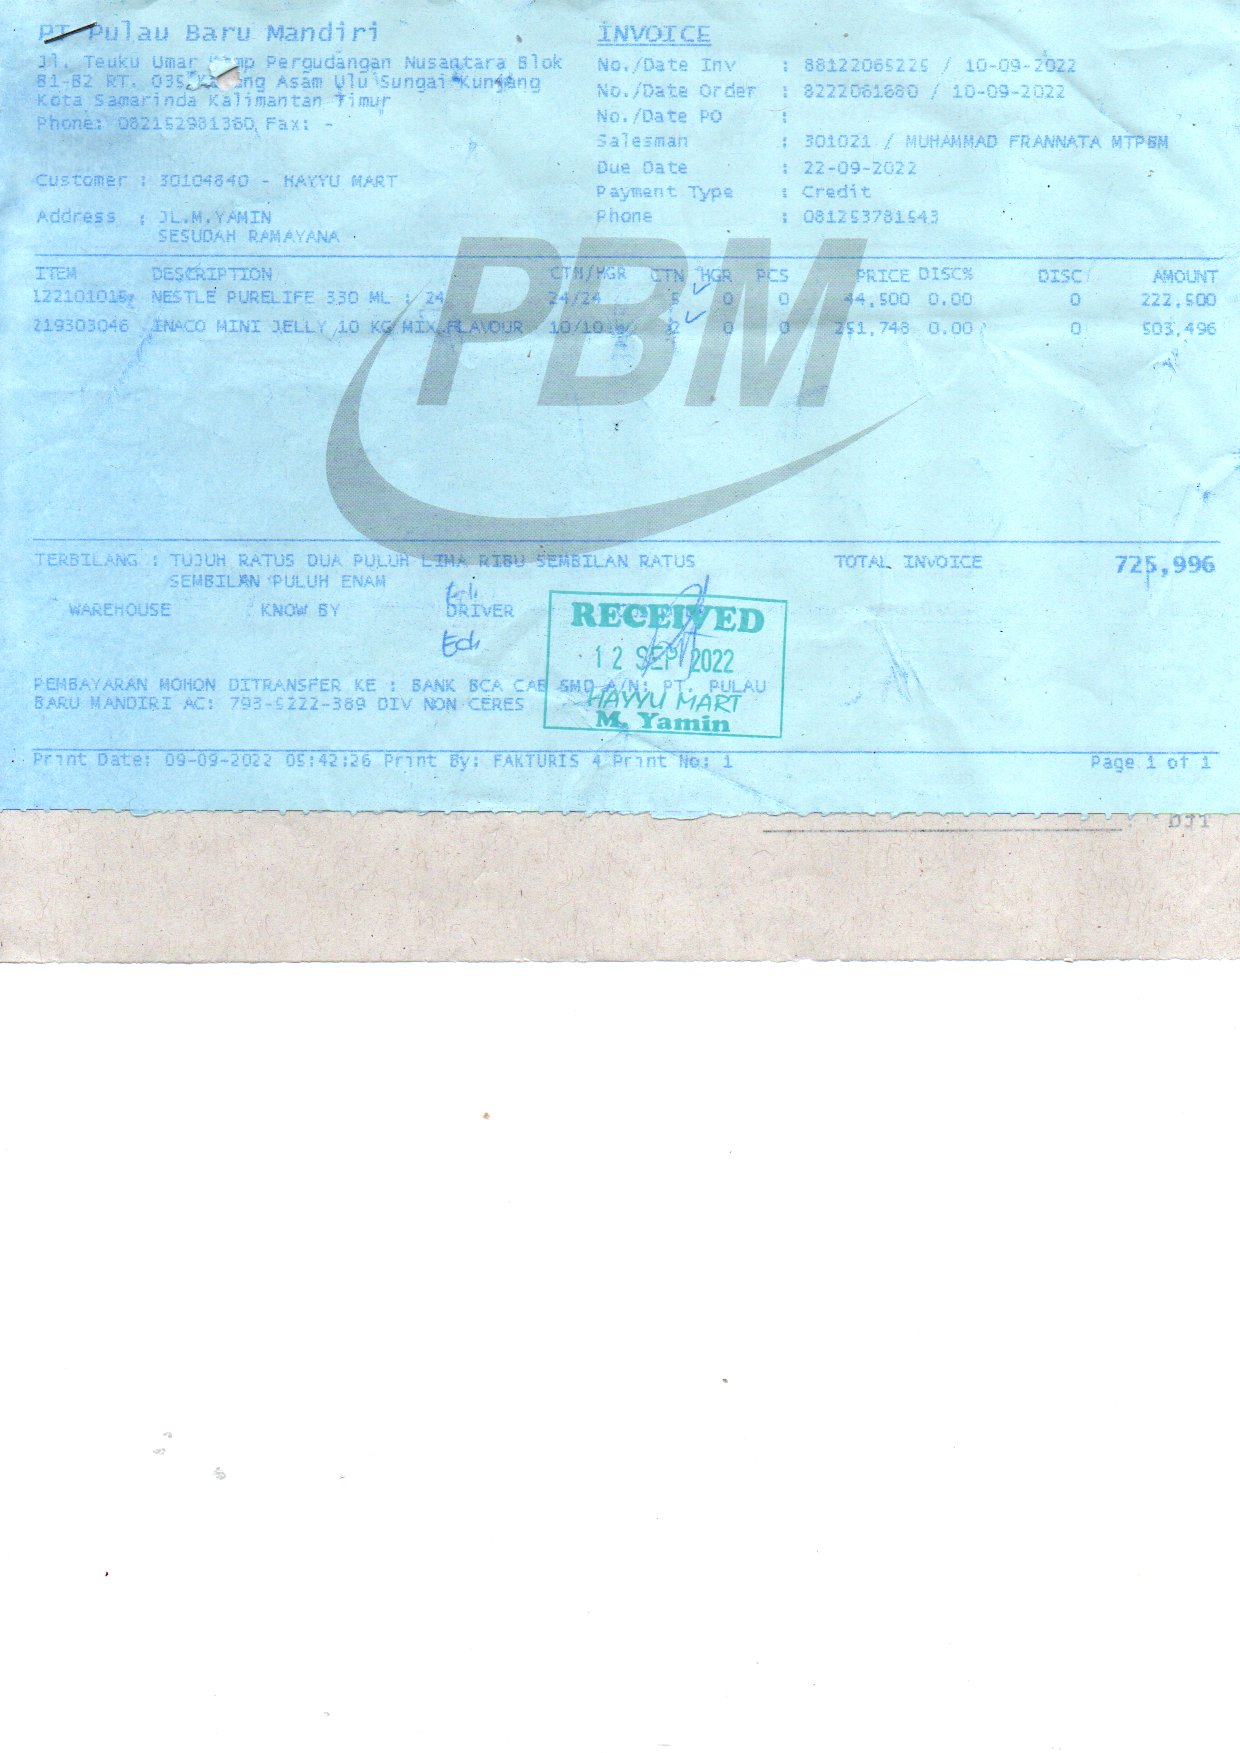 PT Pulau Baru Mandiri
Jl. Teuku Umar Pergudangan Nusantara Blok
B1-B2 RT. 035 Karang Asam Ulu Sungai Kunjang
Kota Samarinda Kalimantan Timur
Phone: 082152981360 Fax: -
Customer : 30104640 - HAYYU MART
Address : JL.M.YAMIN
SESUDAH RAMAYANA
INVOICE
No./Date Inv : 88122065225 / 10-09-2022
No./Date Order : 8222061680 / 10-09-2022
No./Date PO :
Salesman : 301021 / MUHAMMAD FRANNATA MTPBM
Due Date : 22-09-2022
Payment Type : Credit
Phone : 081253781543
ITEM DESCRIPTION CTN/HGR CTN HGR PCS PRICE DISC% DISC AMOUNT
122101015 NESTLE PURELIFE 330 ML : 24 24/24 5 0 0 44,500 0.00 0 222,500
219303046 INACO MINI JELLY 10 KG MIX FLAVOUR 10/10 2 0 0 251,748 0.00 0 503,496
PBM
TERBILANG : TUJUH RATUS DUA PULUH LIMA RIBU SEMBILAN RATUS
SEMBILAN PULUH ENAM
TOTAL INVOICE 725,996
WAREHOUSE KNOW BY DRIVER
RECEIVED
12 SEP 2022
HAYYU MART
M. Yamin
PEMBAYARAN MOHON DITRANSFER KE : BANK BCA CAB SMD A/N: PT. PULAU
BARU MANDIRI AC: 793-5222-389 DIV NON CERES
Print Date: 09-09-2022 05:42:26 Print By: FAKTURIS 4 Print No: 1
Page 1 of 1